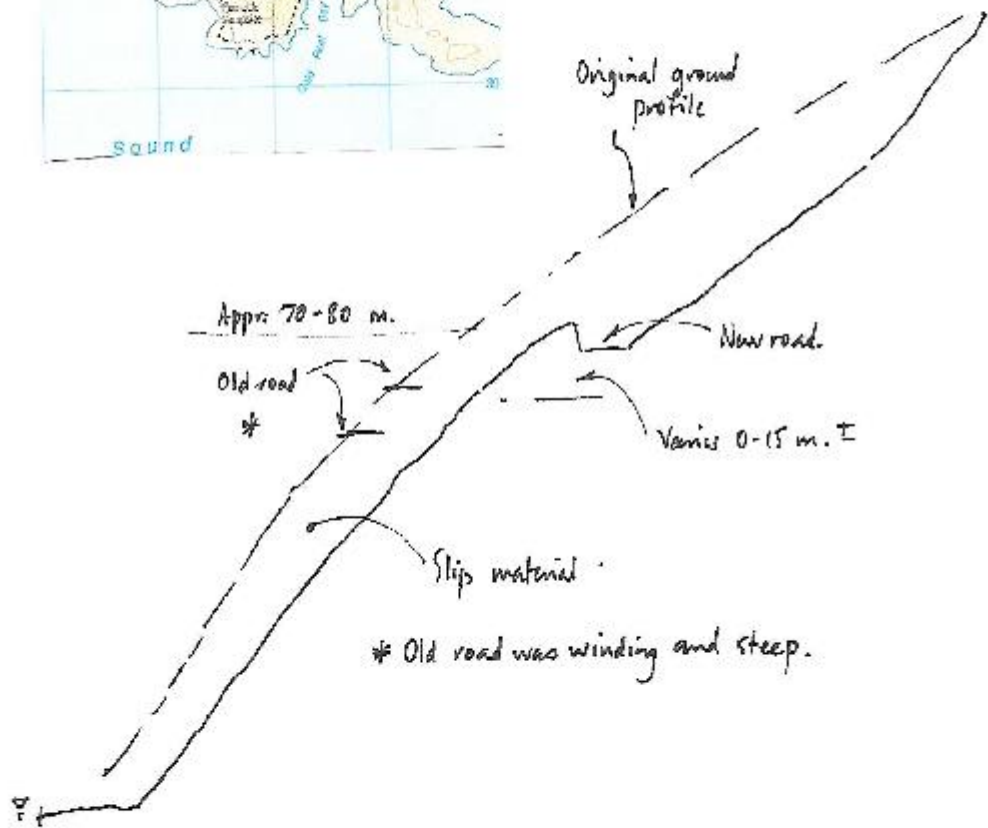 Bay
Sound
Original ground
profile
Appr. 70-80 m.
New road.
Old road
*
Varies 0-15 m. ±
Slip material
* Old road was winding and steep.